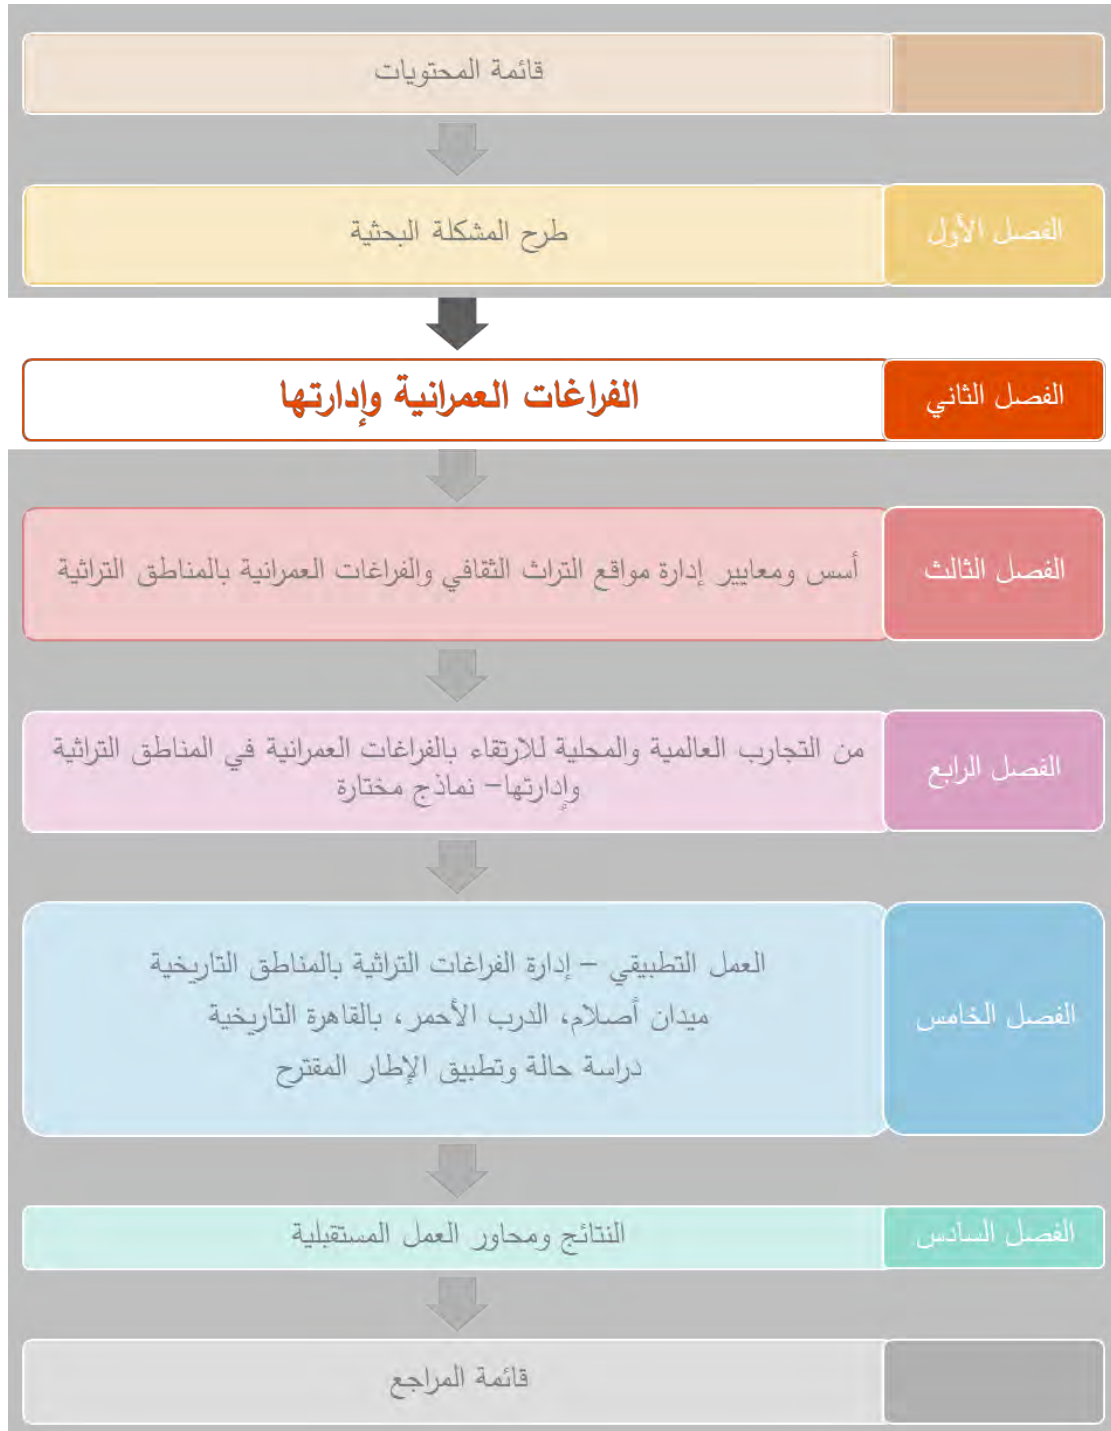 قائمة المحتويات
الفصل الأول
طرح المشكلة البحثية
الفصل الثاني
الفراغات العمرانية وإدارتها
الفصل الثالث
أسس ومعايير إدارة مواقع التراث الثقافي والفراغات العمرانية بالمناطق التراثية
الفصل الرابع
من التجارب العالمية والمحلية للارتقاء بالفراغات العمرانية في المناطق التراثية
وإدارتها– نماذج مختارة
الفصل الخامس
العمل التطبيقي – إدارة الفراغات التراثية بالمناطق التاريخية
ميدان أصلام، الدرب الأحمر، بالقاهرة التاريخية
دراسة حالة وتطبيق الإطار المقترح
الفصل السادس
النتائج ومحاور العمل المستقبلية
قائمة المراجع